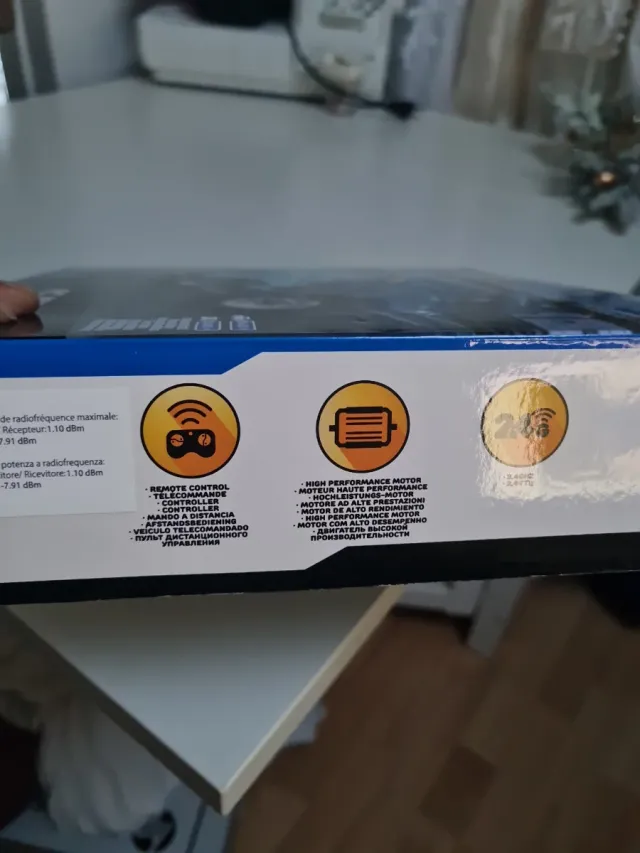 de radiofréquence maximale:
Récepteur:1.10 dBm
7.91 dBm
potenza a radiofrequenza:
itore/ Ricevitore:1.10 dBm
-7.91 dBm
• REMOTE CONTROL
• TÉLÉCOMMANDE
• CONTROLLER
• CONTROLLER
• MANDO A DISTANCIA
• AFSTANDSBEDIENING
• VEICULO TELECOMANDADO
• ПУЛЬТ ДИСТАНЦИОННОГО
УПРАВЛЕНИЯ
• HIGH PERFORMANCE MOTOR
• MOTEUR HAUTE PERFORMANCE
• HOCHLEISTUNGS-MOTOR
• MOTORE AD ALTE PRESTAZIONI
• MOTOR DE ALTO RENDIMIENTO
• HIGH PERFORMANCE MOTOR
• MOTOR COM ALTO DESEMPENHO
• ДВИГАТЕЛЬ ВЫСОКОЙ
ПРОИЗВОДИТЕЛЬНОСТИ